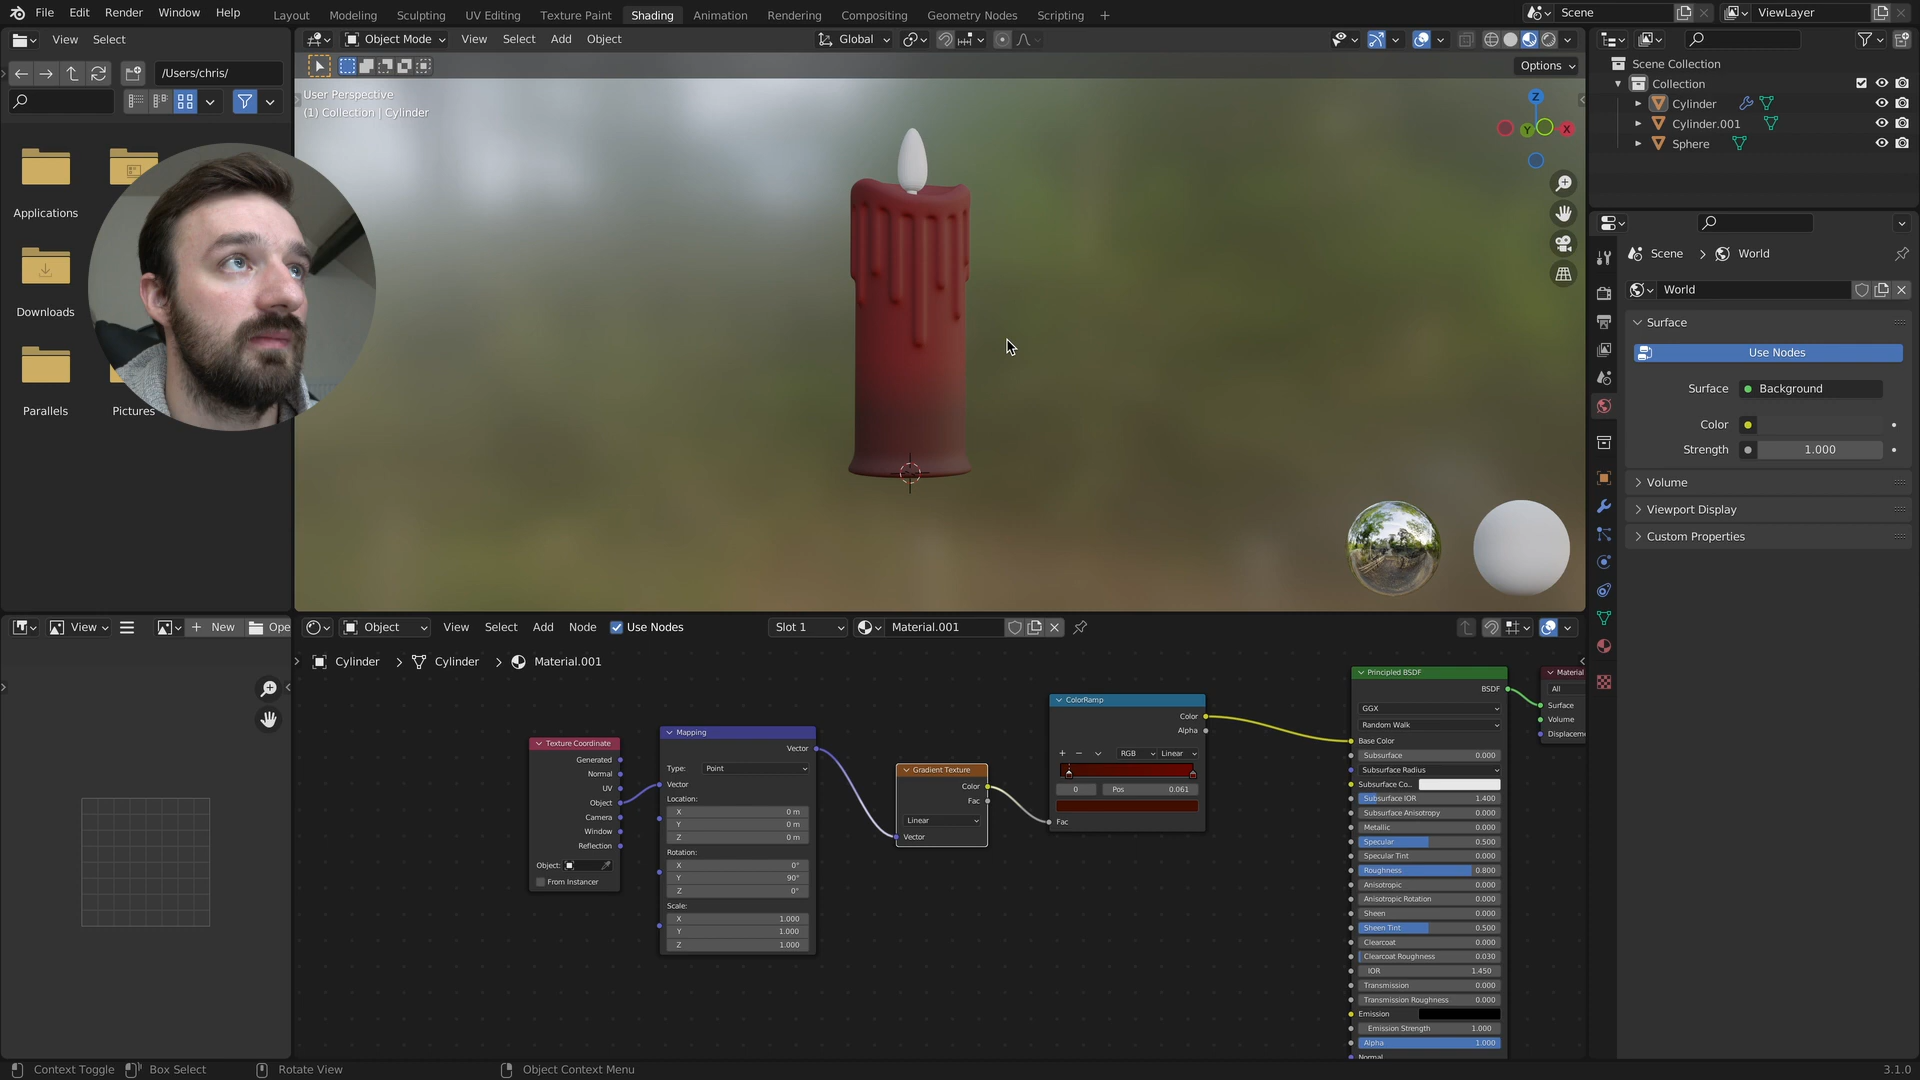 File Edit Render Window Help
Layout Modeling Sculpting UV Editing Texture Paint Shading Animation Rendering Compositing Geometry Nodes Scripting +
Scene
ViewLayer
View Select
/Users/chris/
Applications
Downloads
Parallels
Pictures
Object Mode View Select Add Object
Global
Options
User Perspective
(1) Collection | Cylinder
Z
Y
X
Scene Collection
Collection
Cylinder
Cylinder.001
Sphere
Scene > World
World
Surface
Use Nodes
Surface Background
Color
Strength 1.000
Volume
Viewport Display
Custom Properties
View
+ New
Ope
Object View Select Add Node Use Nodes
Slot 1
Material.001
Cylinder > Cylinder > Material.001
Texture Coordinate
Generated
Normal
UV
Object
Camera
Window
Reflection
Object:
From Instancer
Mapping
Vector
Type: Point
Vector
Location:
X 0 m
Y 0 m
Z 0 m
Rotation:
X 0°
Y 90°
Z 0°
Scale:
X 1.000
Y 1.000
Z 1.000
Gradient Texture
Color
Fac
Linear
Vector
ColorRamp
Color
Alpha
+ − RGB Linear
0 Pos 0.061
Fac
Principled BSDF
BSDF
GGX
Random Walk
Base Color
Subsurface 0.000
Subsurface Radius
Subsurface Co..
Subsurface IOR 1.400
Subsurface Anisotropy 0.000
Metallic 0.000
Specular 0.500
Specular Tint 0.000
Roughness 0.800
Anisotropic 0.000
Anisotropic Rotation 0.000
Sheen 0.000
Sheen Tint 0.500
Clearcoat 0.000
Clearcoat Roughness 0.030
IOR 1.450
Transmission 0.000
Transmission Roughness 0.000
Emission
Emission Strength 1.000
Alpha 1.000
Normal
Material
All
Surface
Volume
Displacem
Context Toggle Box Select Rotate View Object Context Menu
3.1.0